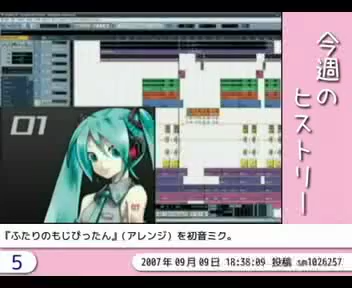 今週の
ヒストリー
01
01
『ふたりのもじぴったん』(アレンジ) を初音ミク。
5
2007年 09月 09日 18:38:09 投稿 sm1026257